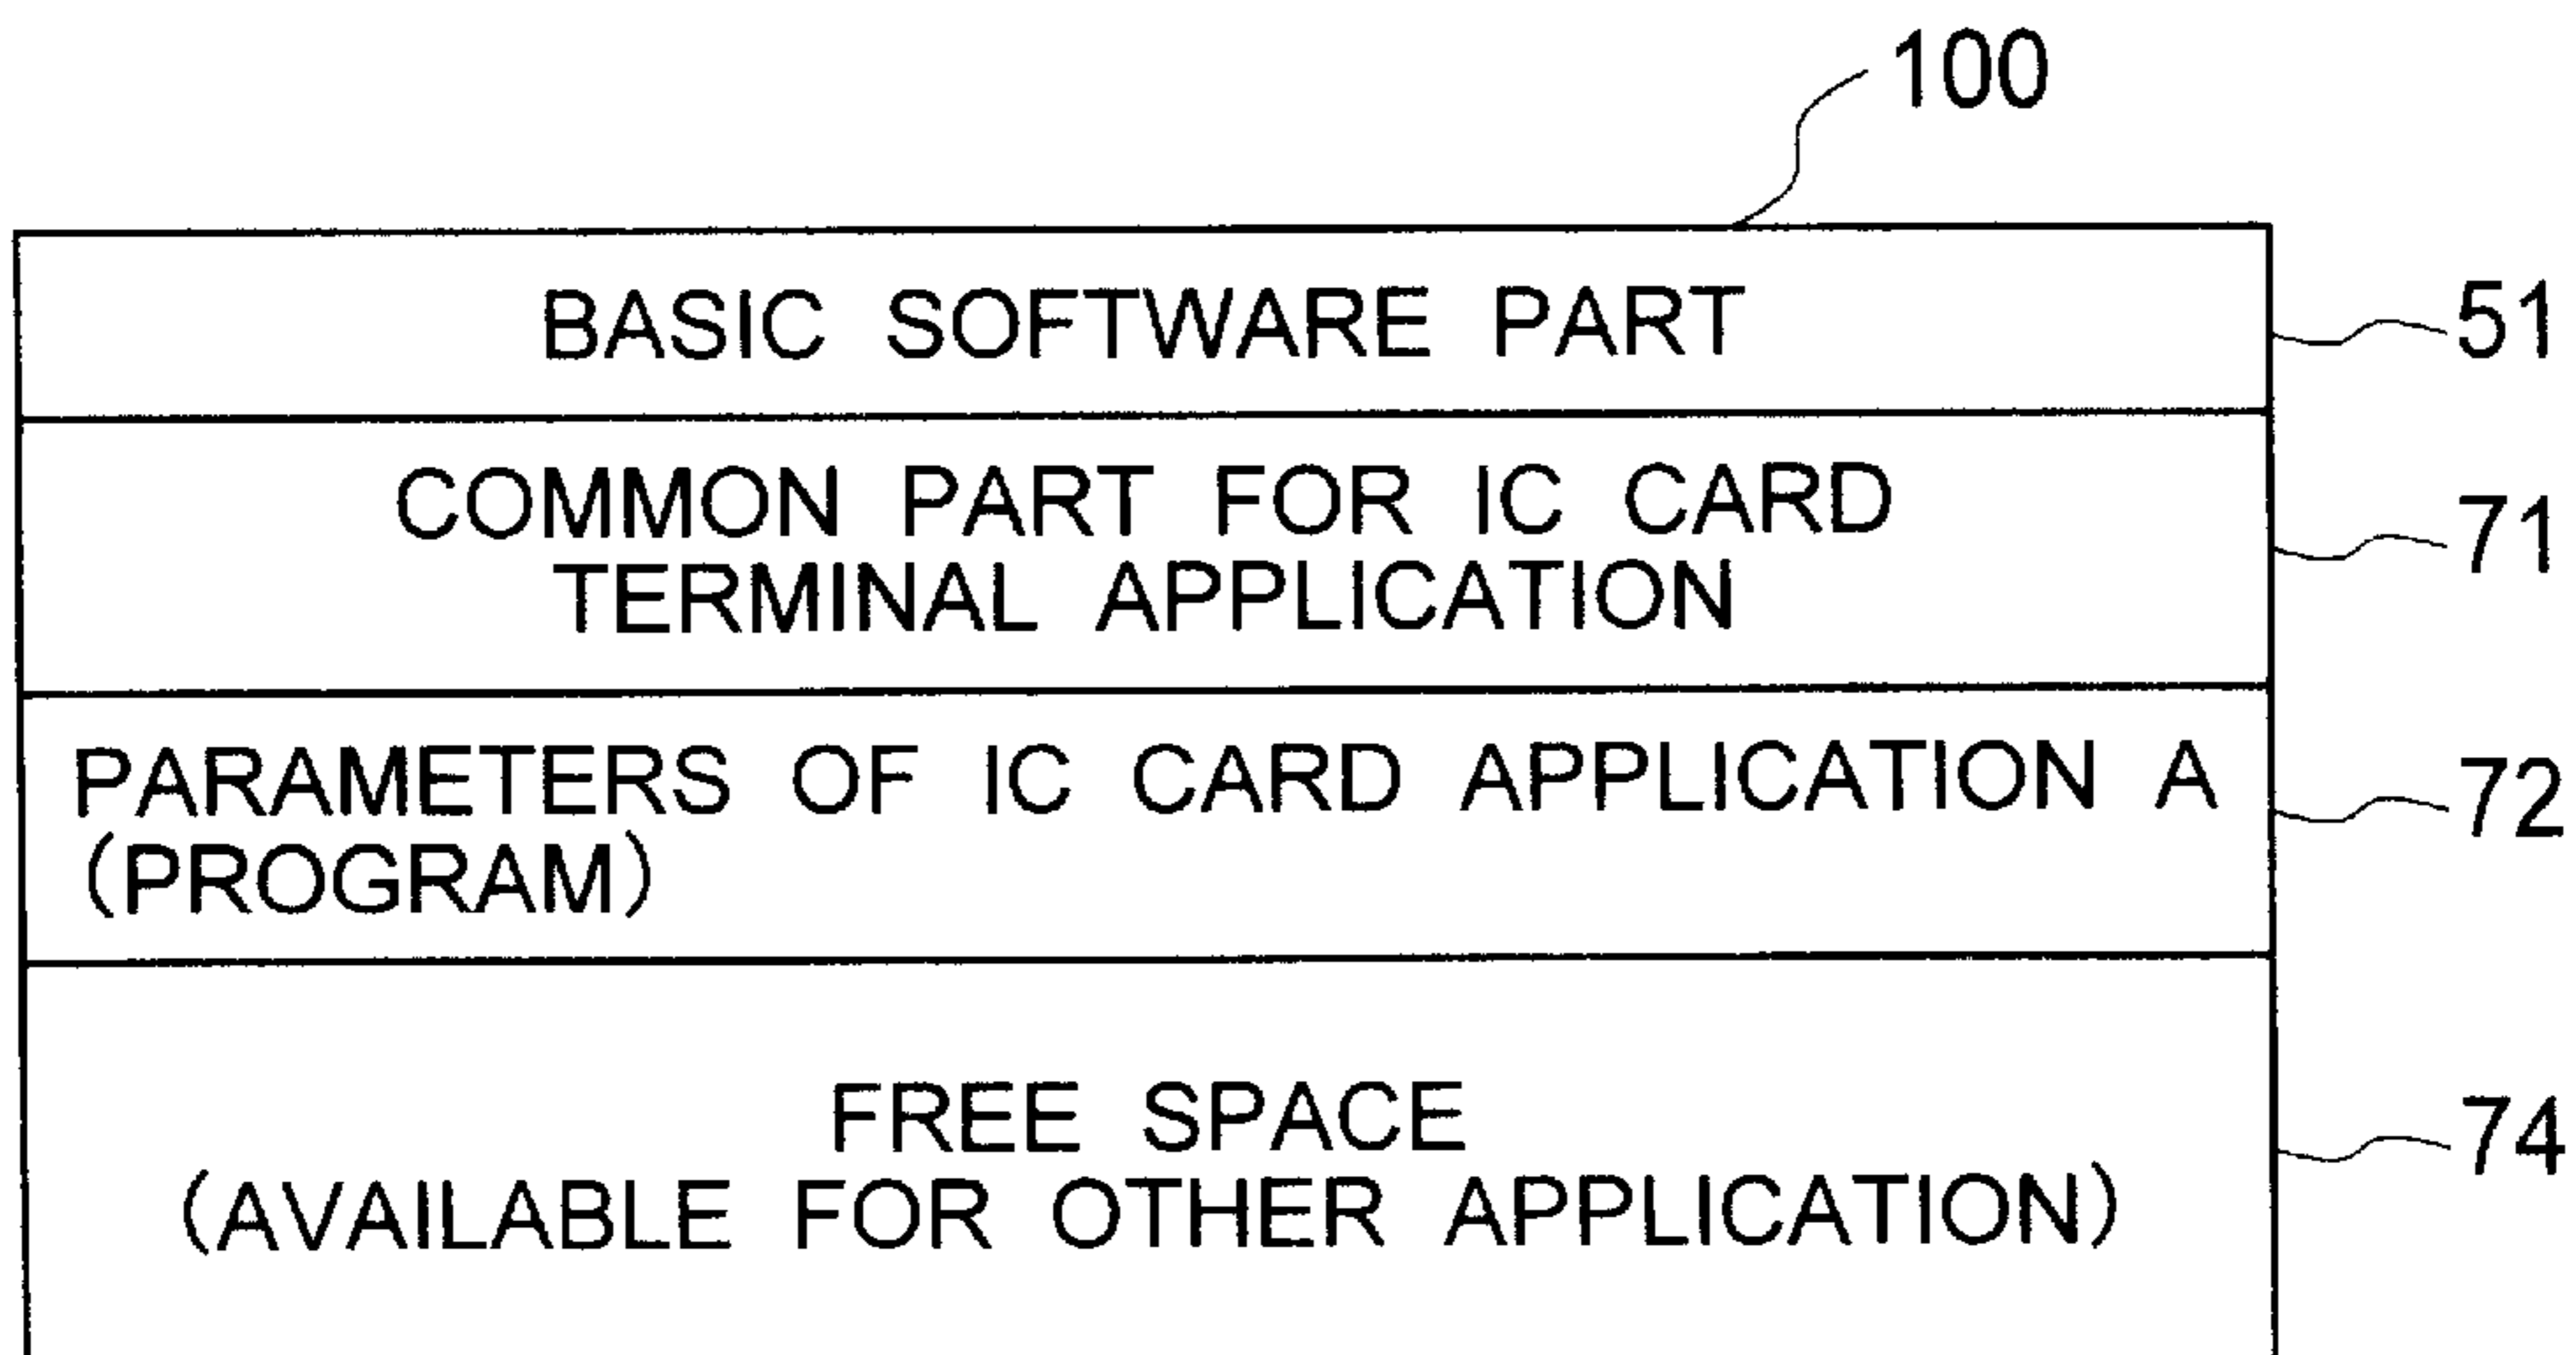 100
BASIC SOFTWARE PART
51
COMMON PART FOR IC CARD
TERMINAL APPLICATION
71
PARAMETERS OF IC CARD APPLICATION A
(PROGRAM)
72
FREE SPACE
(AVAILABLE FOR OTHER APPLICATION)
74